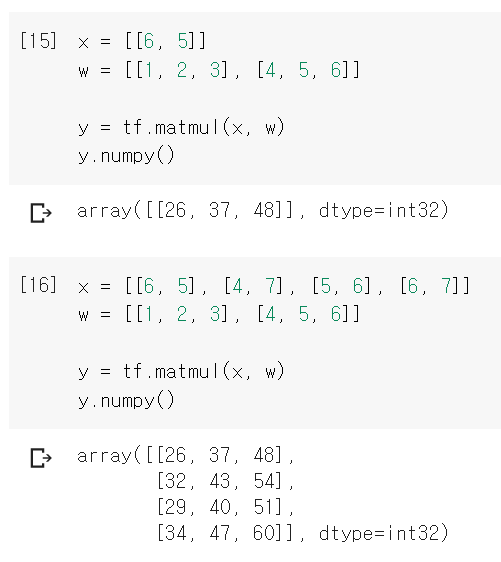 [15] x = [[6, 5]]
w = [[1, 2, 3], [4, 5, 6]]
y = tf.matmul(x, w)
y.numpy()
array([[26, 37, 48]], dtype=int32)
[16] x = [[6, 5], [4, 7], [5, 6], [6, 7]]
w = [[1, 2, 3], [4, 5, 6]]
y = tf.matmul(x, w)
y.numpy()
array([[26, 37, 48],
[32, 43, 54],
[29, 40, 51],
[34, 47, 60]], dtype=int32)